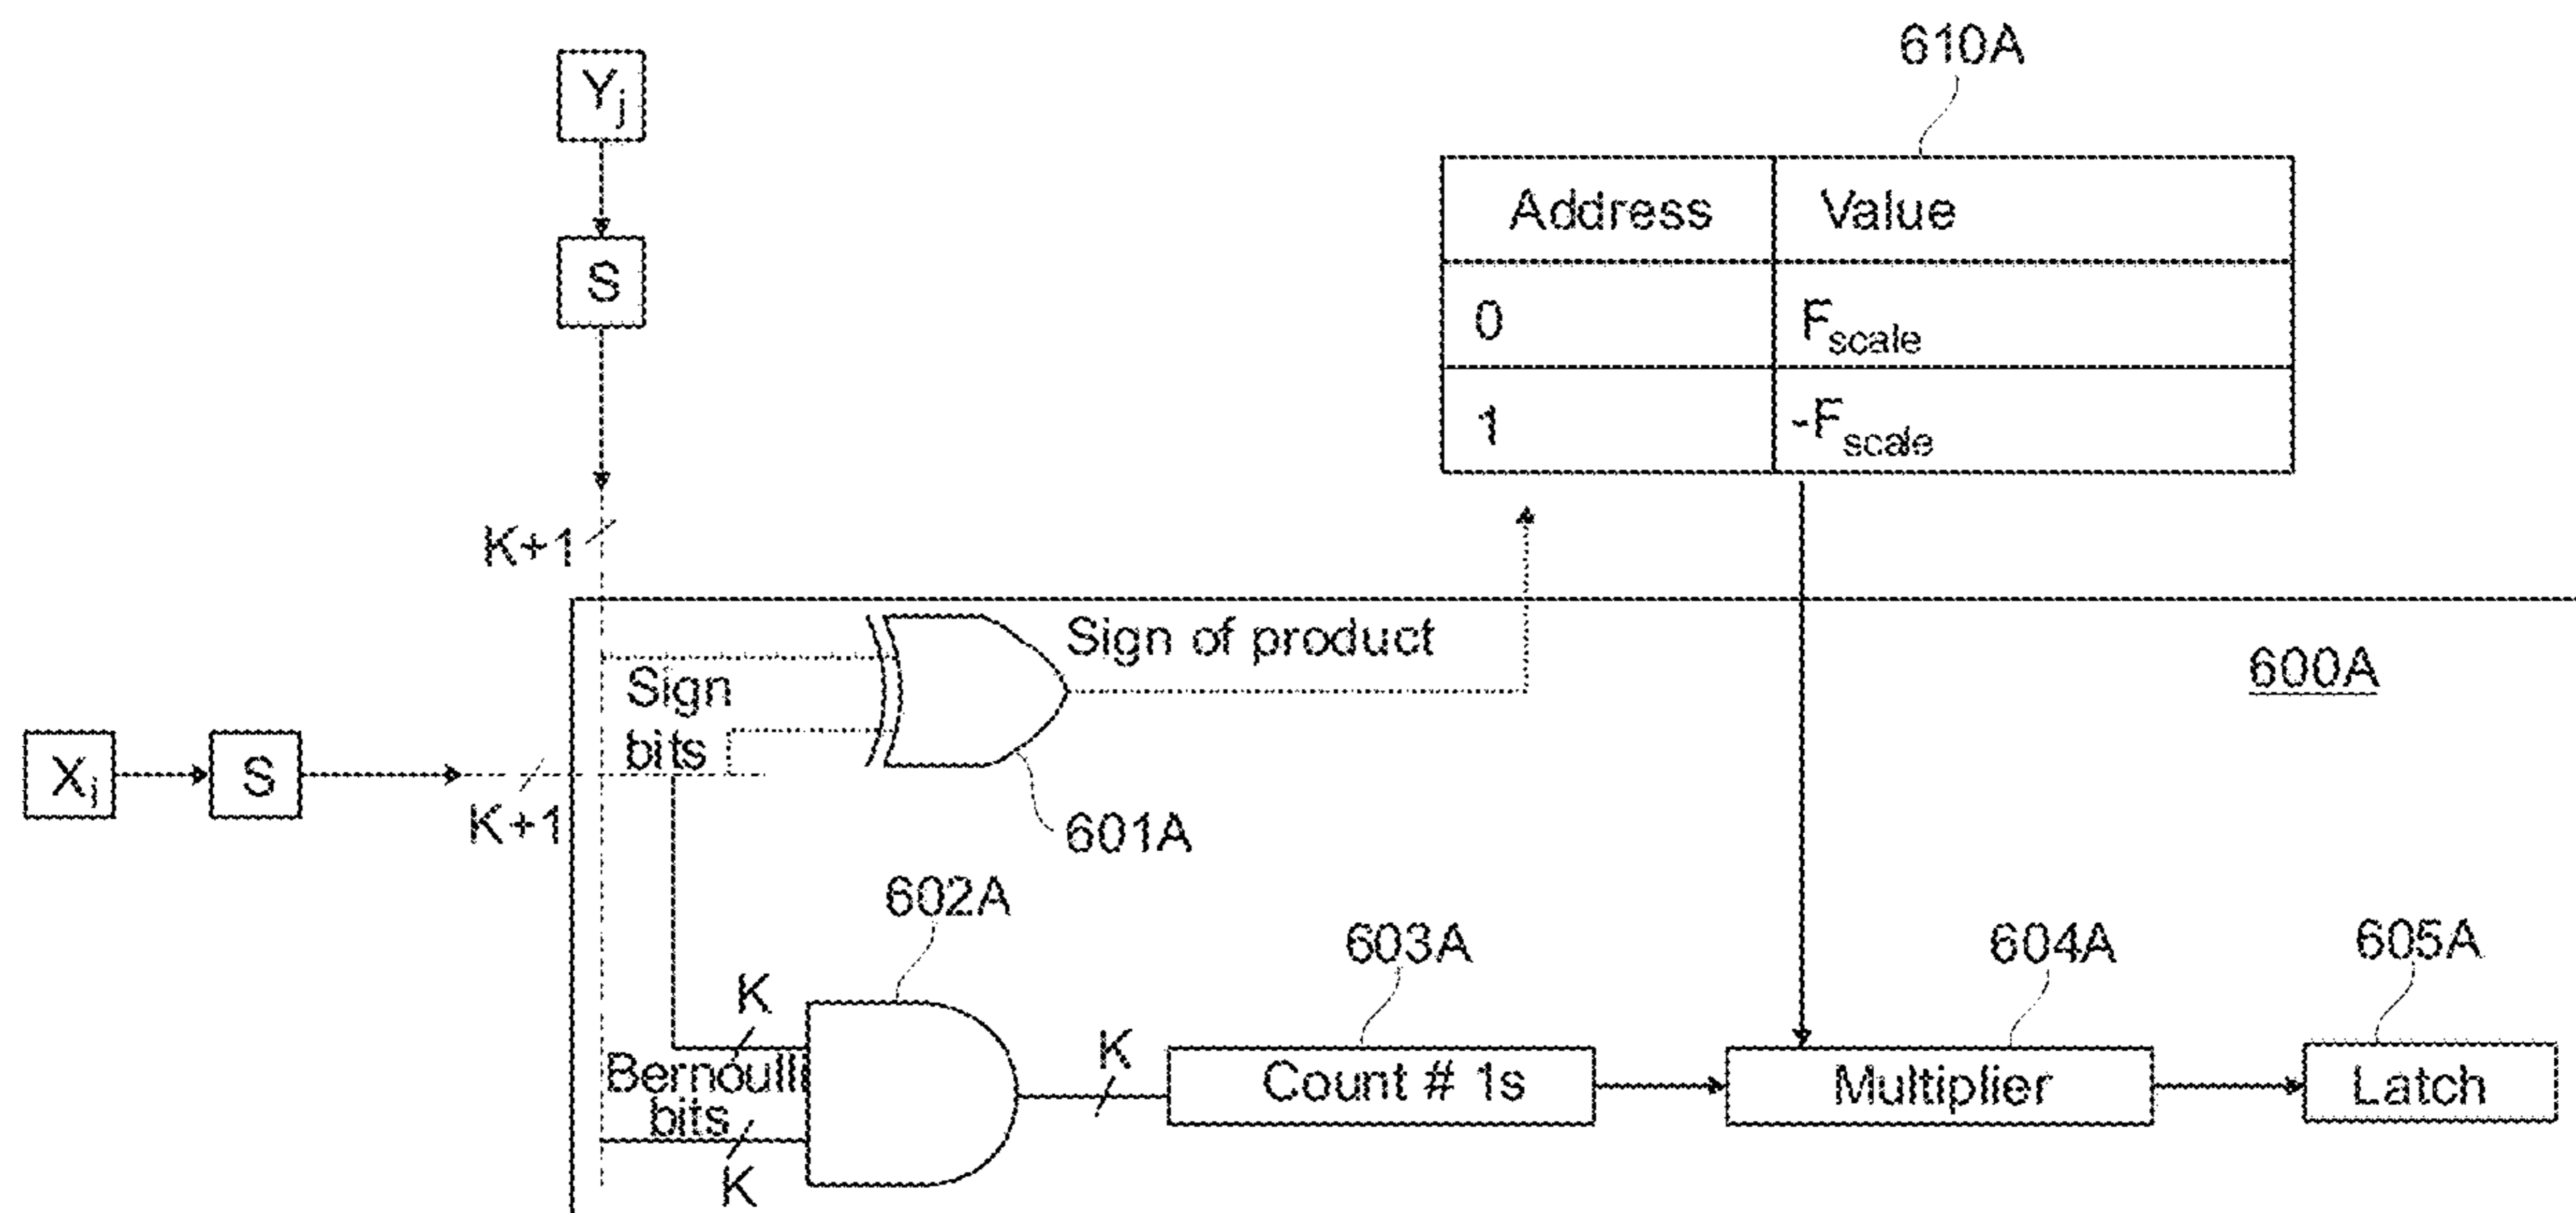 610A
Yj
Address Value
S
0 Fscale
1 -Fscale
K+1
Sign of product
600A
Sign
bits
Xi S
K+1
601A
602A
603A
604A
605A
K
Bernoulli
bits
K
K
Count # 1s
Multiplier
Latch